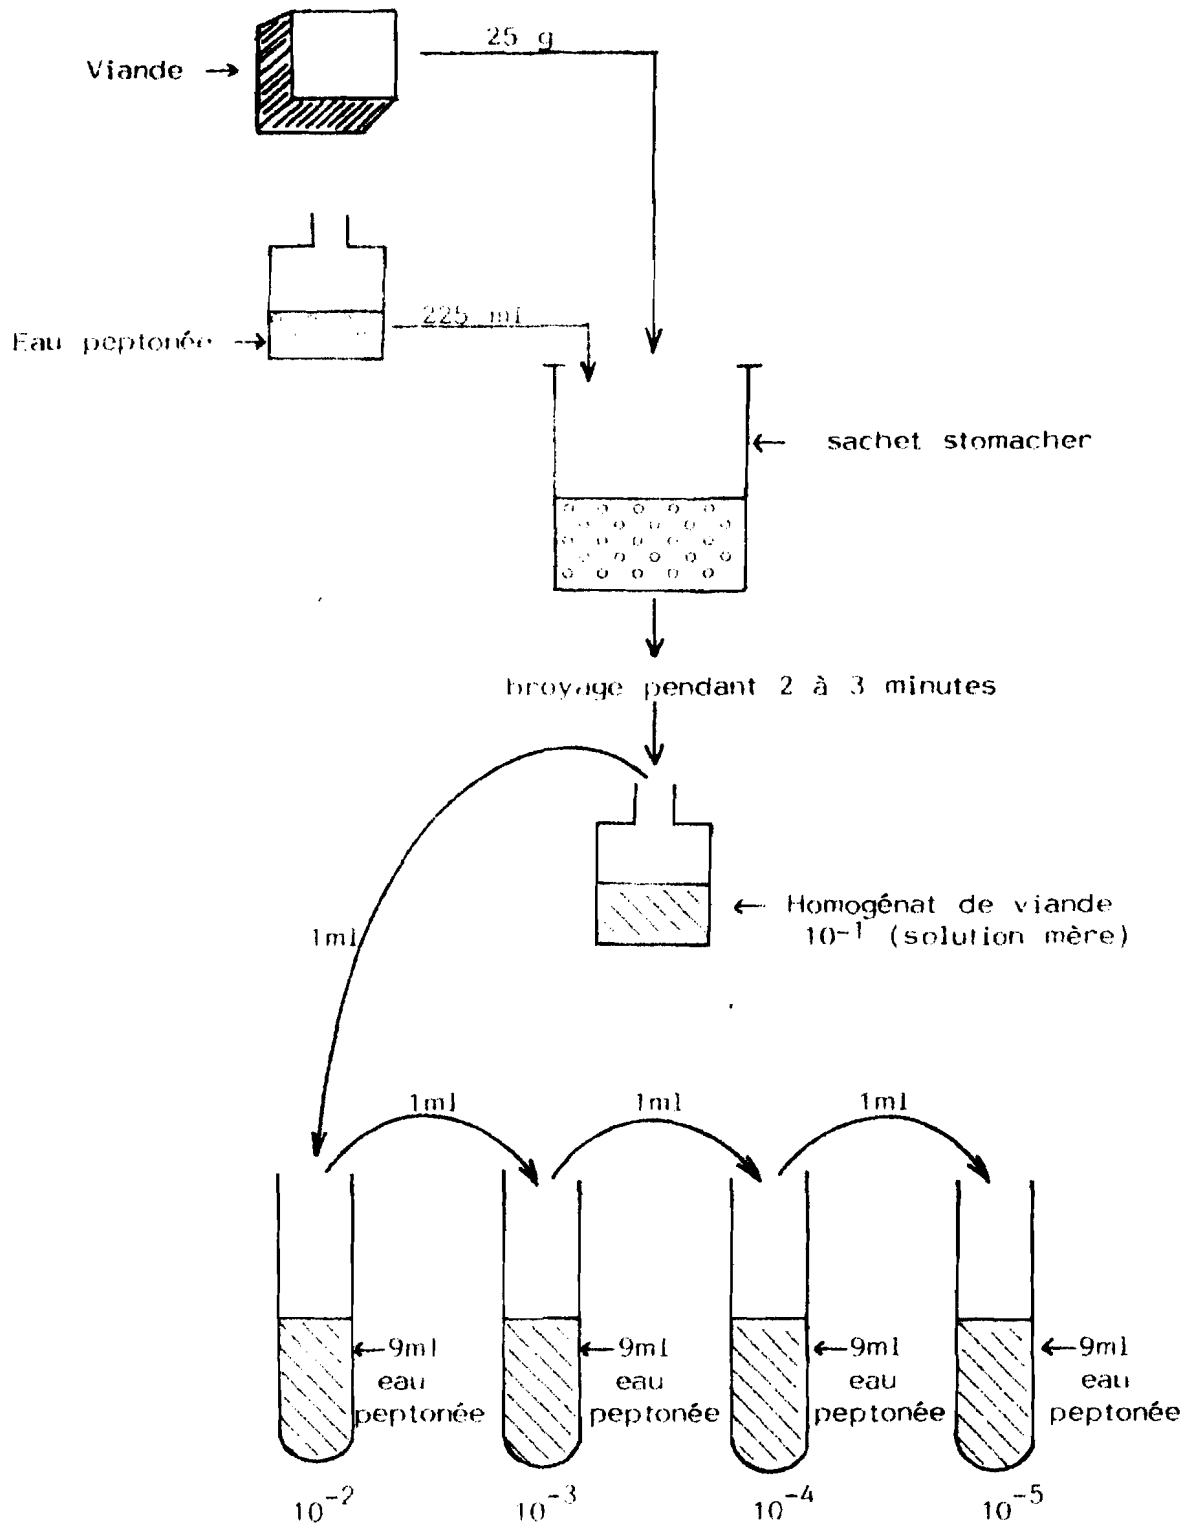 25 g
Viande →
225 ml
Eau peptonée →
← sachet stomacher
broyage pendant 2 à 3 minutes
← Homogénat de viande
10⁻¹ (solution mère)
1ml
1ml
1ml
1ml
←9ml
eau
peptonée
←9ml
eau
peptonée
←9ml
eau
peptonée
←9ml
eau
peptonée
10⁻²
10⁻³
10⁻⁴
10⁻⁵